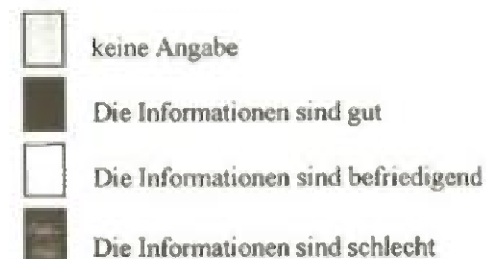 keine Angabe
Die Informationen sind gut
Die Informationen sind befriedigend
Die Informationen sind schlecht